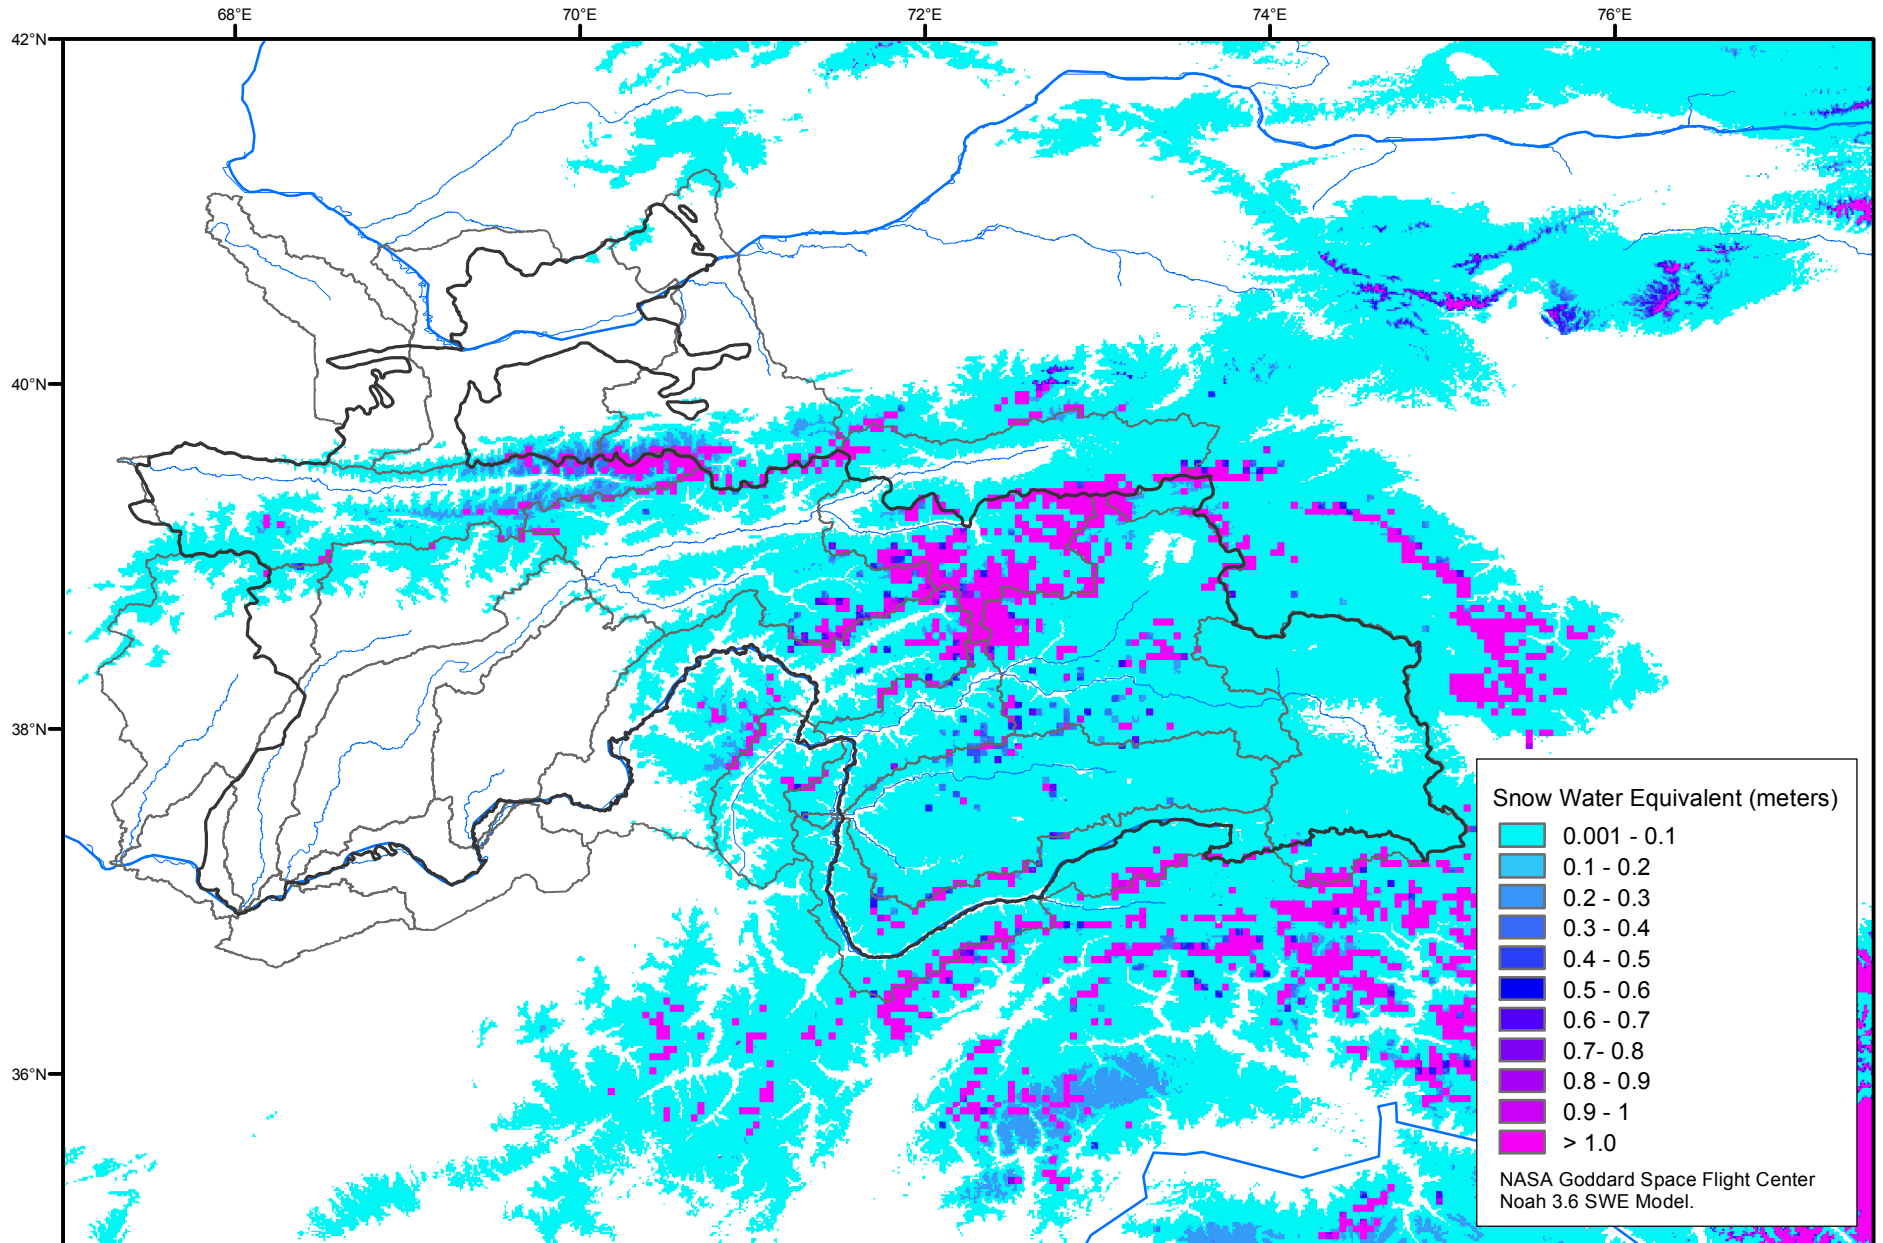 68°E 70°E 72°E 74°E 76°E
42°N
40°N
38°N
36°N
Snow Water Equivalent (meters)
0.001 - 0.1
0.1 - 0.2
0.2 - 0.3
0.3 - 0.4
0.4 - 0.5
0.5 - 0.6
0.6 - 0.7
0.7- 0.8
0.8 - 0.9
0.9 - 1
> 1.0
NASA Goddard Space Flight Center
Noah 3.6 SWE Model.